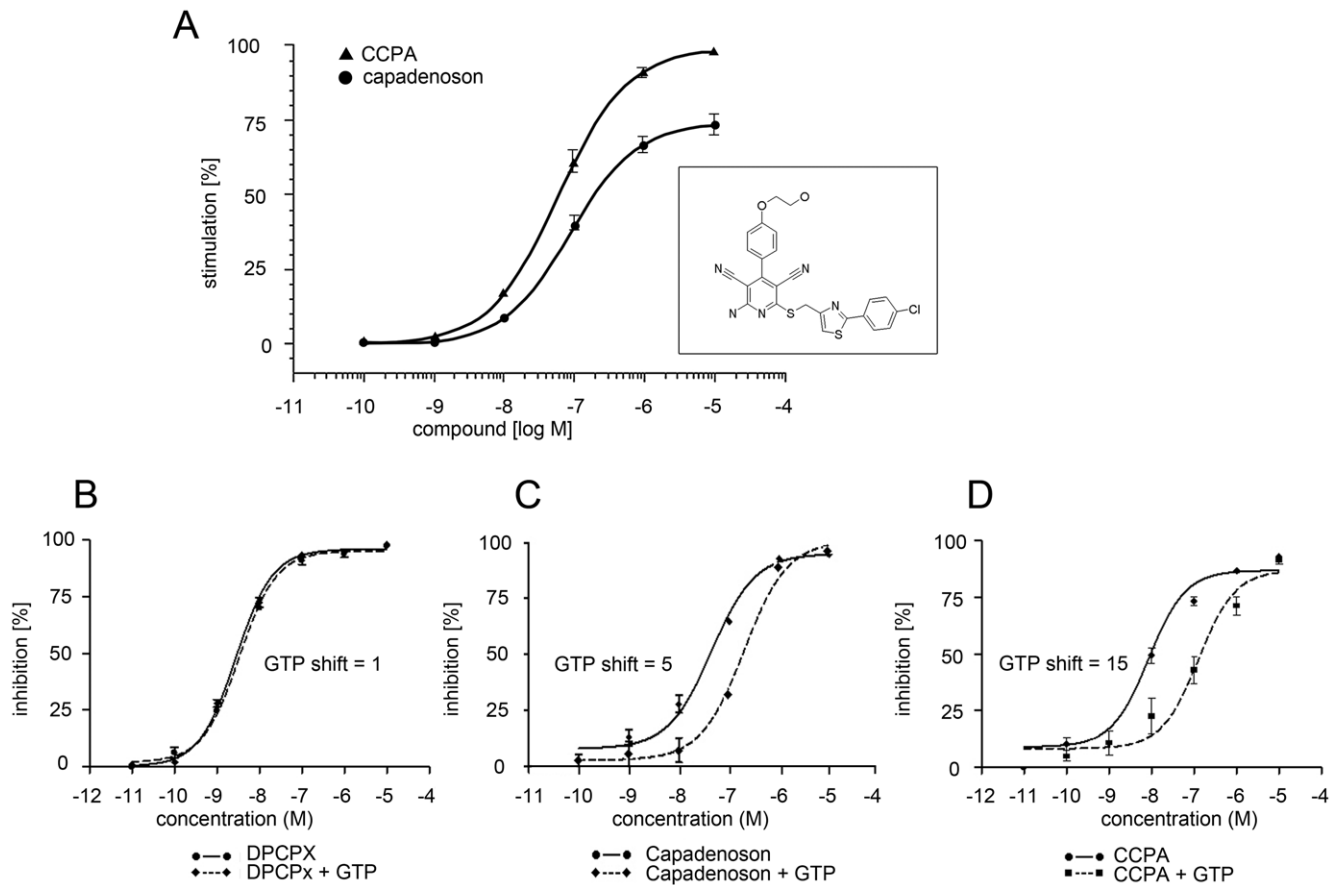 A
▲ CCPA
● capadenoson
stimulation [%]
100
75
50
25
0
-11 -10 -9 -8 -7 -6 -5 -4
compound [log M]
O
O
N
N
N
N
S
N
S
Cl
B
inhibition [%]
100
75
50
25
0
GTP shift = 1
-12 -11 -10 -9 -8 -7 -6 -5 -4
concentration (M)
DPCPX
DPCPx + GTP
C
inhibition [%]
100
75
50
25
0
GTP shift = 5
-11 -10 -9 -8 -7 -6 -5 -4
concentration (M)
Capadenoson
Capadenoson + GTP
D
inhibition [%]
100
75
50
25
0
GTP shift = 15
-12 -11 -10 -9 -8 -7 -6 -5 -4
concentration (M)
CCPA
CCPA + GTP